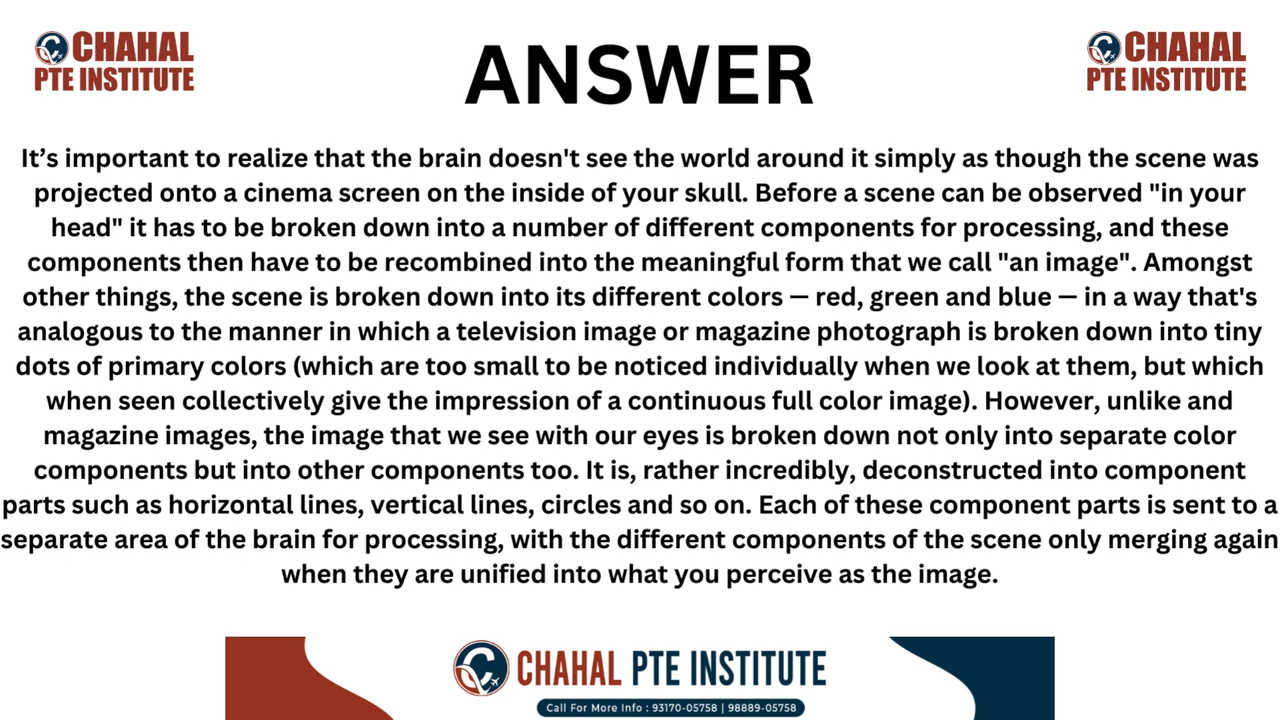 CHAHAL
PTE INSTITUTE
ANSWER
CHAHAL
PTE INSTITUTE
It’s important to realize that the brain doesn't see the world around it simply as though the scene was
projected onto a cinema screen on the inside of your skull. Before a scene can be observed "in your
head" it has to be broken down into a number of different components for processing, and these
components then have to be recombined into the meaningful form that we call "an image". Amongst
other things, the scene is broken down into its different colors — red, green and blue — in a way that's
analogous to the manner in which a television image or magazine photograph is broken down into tiny
dots of primary colors (which are too small to be noticed individually when we look at them, but which
when seen collectively give the impression of a continuous full color image). However, unlike and
magazine images, the image that we see with our eyes is broken down not only into separate color
components but into other components too. It is, rather incredibly, deconstructed into component
parts such as horizontal lines, vertical lines, circles and so on. Each of these component parts is sent to a
separate area of the brain for processing, with the different components of the scene only merging again
when they are unified into what you perceive as the image.
CHAHAL PTE INSTITUTE
Call For More Info : 93170-05758 | 98889-05758